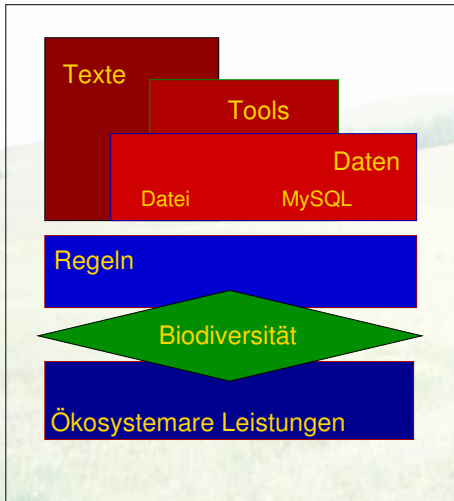 Texte
Tools
Daten
Datei MySQL
Regeln
Biodiversität
Ökosystemare Leistungen